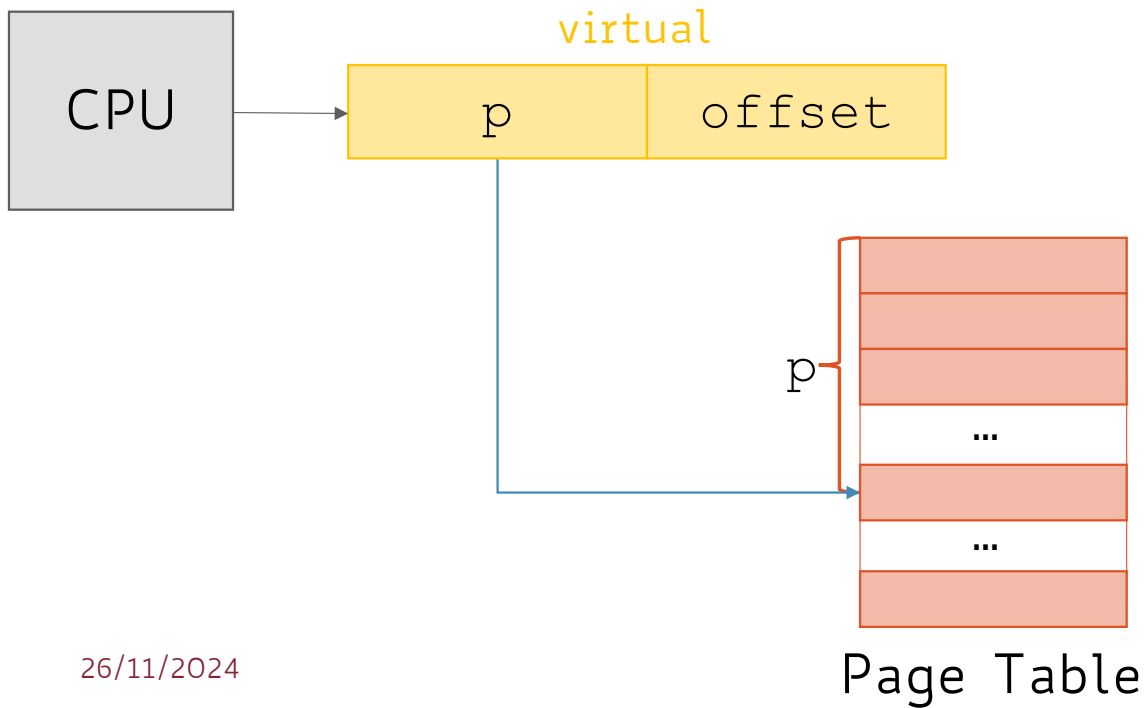 virtual
CPU
p
offset
p
…
…
26/11/2024
Page Table